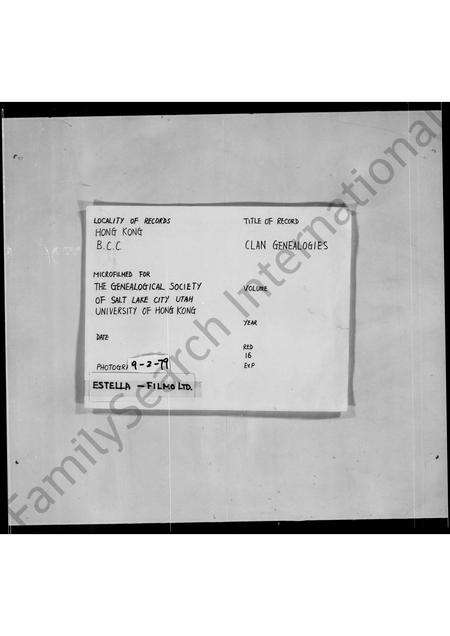 LOCALITY OF RECORDS
HONG KONG
B.C.C.
MICROFILMED FOR
THE GENEALOGICAL SOCIETY
OF SALT LAKE CITY UTAH
UNIVERSITY OF HONG KONG
DATE
PHOTOGR 9-2-79
ESTELLA — FILMO LTD.
TITLE OF RECORD
CLAN GENEALOGIES
VOLUME
YEAR
RED
16
EXP
FamilySearch International